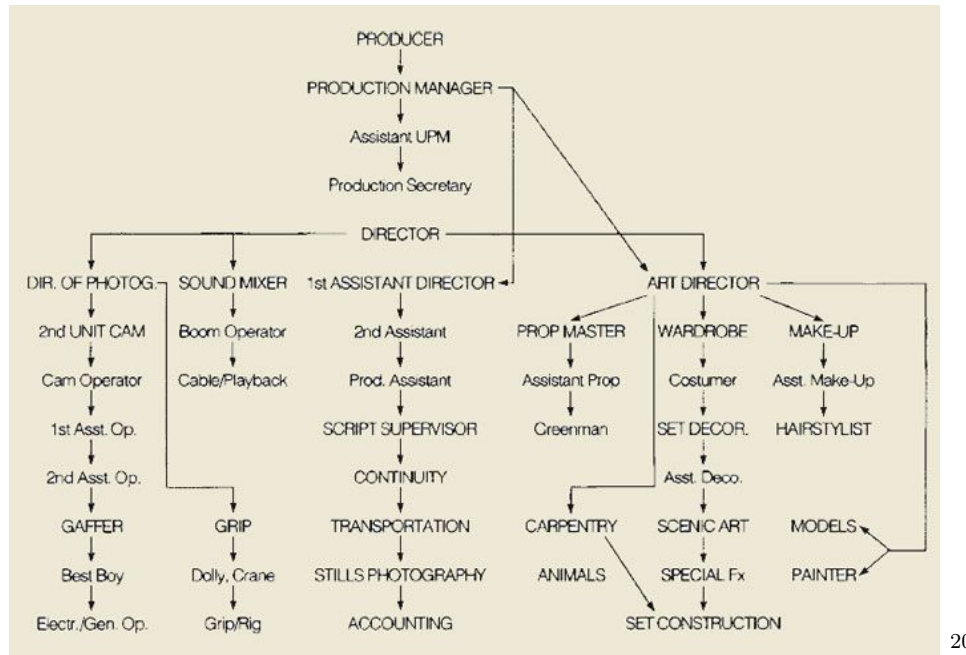 PRODUCER
PRODUCTION MANAGER
Assistant UPM
Production Secretary
DIRECTOR
DIR. OF PHOTOG. SOUND MIXER 1st ASSISTANT DIRECTOR ART DIRECTOR
2nd UNIT CAM Boom Operator 2nd Assistant PROP MASTER WARDROBE MAKE-UP
Cam Operator Cable/Playback Prod. Assistant Assistant Prop Costumer Asst. Make-Up
1st Asst. Op. SCRIPT SUPERVISOR Greenman SET DECOR. HAIRSTYLIST
2nd Asst. Op. CONTINUITY Asst. Deco.
GAFFER GRIP TRANSPORTATION CARPENTRY SCENIC ART MODELS
Best Boy Dolly, Crane STILLS PHOTOGRAPHY ANIMALS SPECIAL Fx PAINTER
Electr./Gen. Op. Grip/Rig ACCOUNTING SET CONSTRUCTION